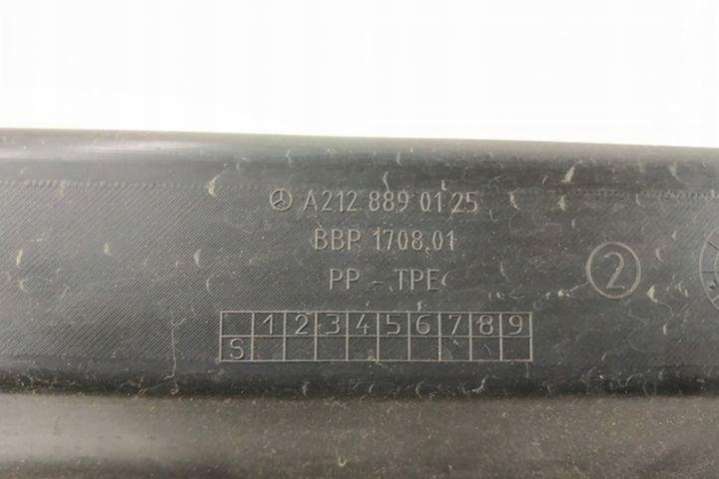 A212 889 01 25
BBP 1708.01
PP - TPE
2
1 2 3 4 5 6 7 8 9
S